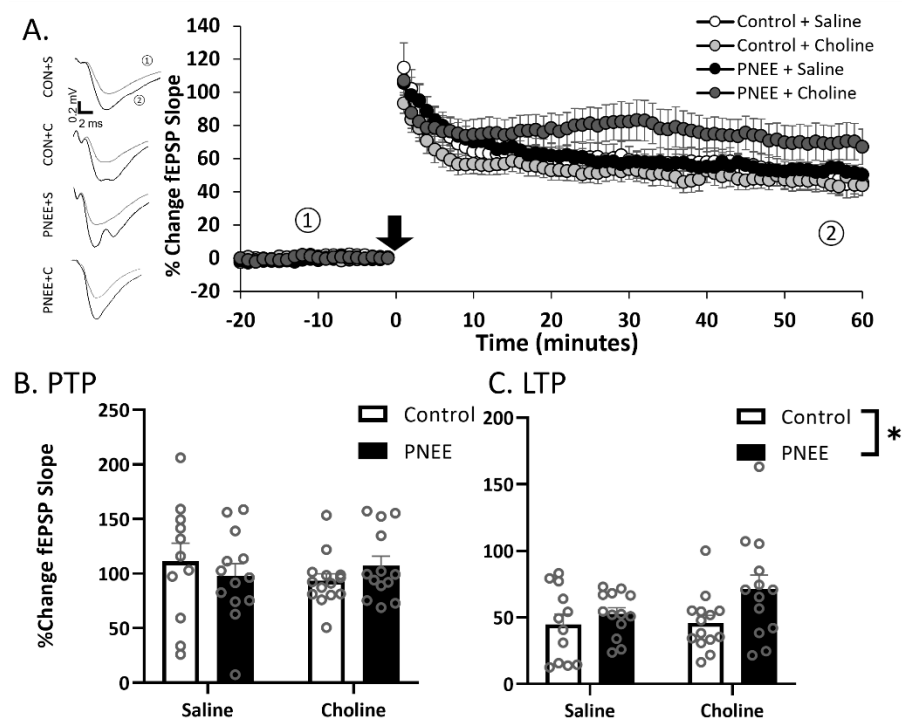 A.
CON+S
CON+C
PNEE+S
PNEE+C
①
②
0.2 mV
2 ms
% Change fEPSP Slope
140
120
100
80
60
40
20
0
-20
-20 -10 0 10 20 30 40 50 60
Time (minutes)
①
②
Control + Saline
Control + Choline
PNEE + Saline
PNEE + Choline
B. PTP
%Change fEPSP Slope
250
200
150
100
50
0
Control
PNEE
Saline Choline
C. LTP
200
150
100
50
0
Control
PNEE
*
Saline Choline